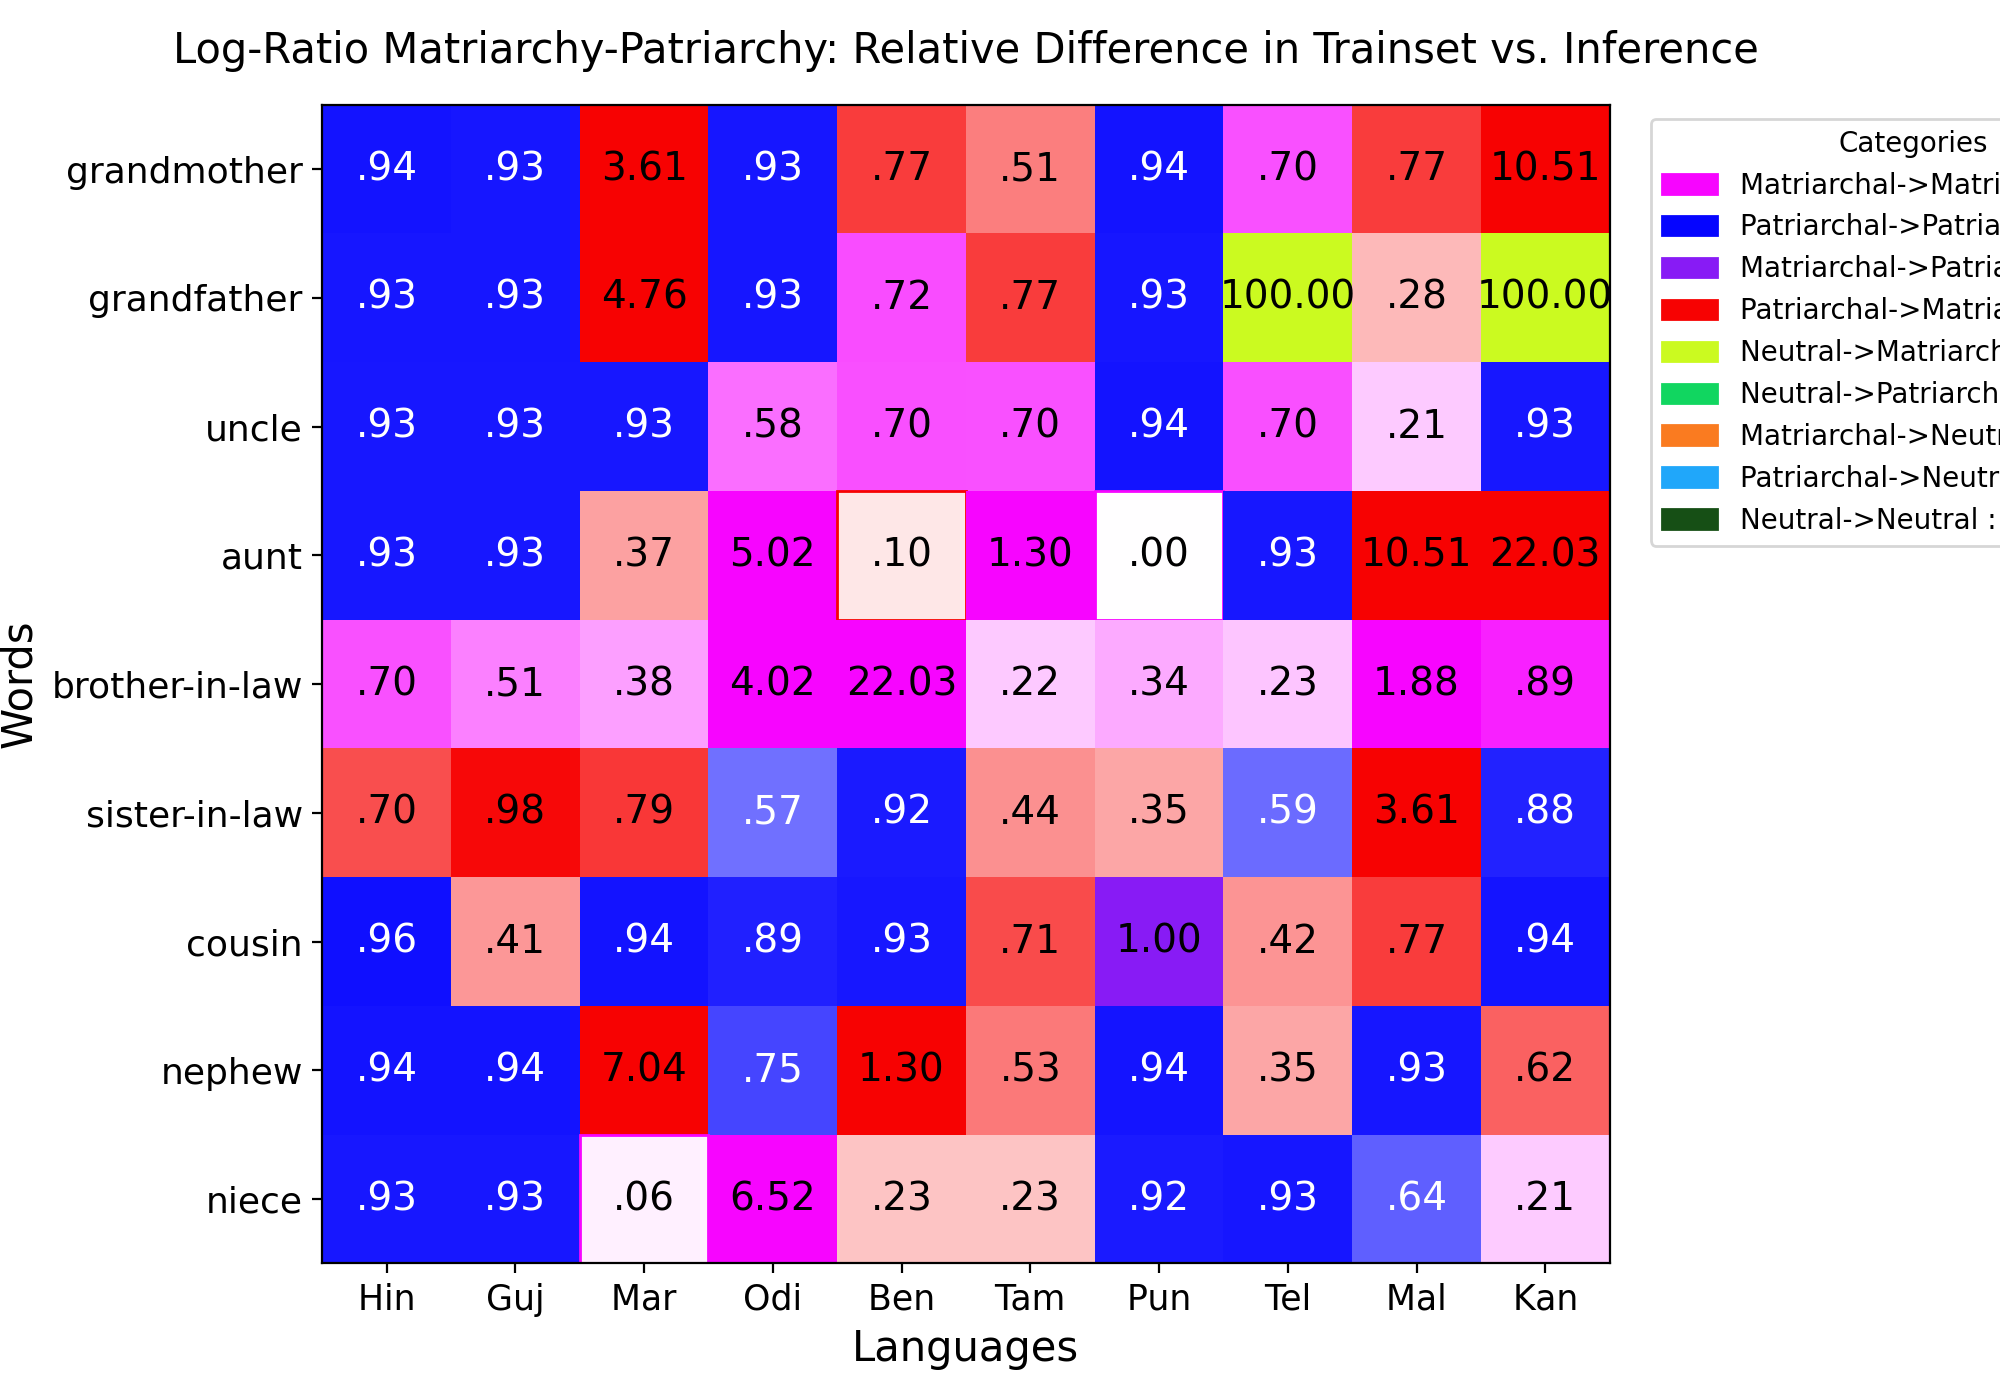 Log-Ratio Matriarchy-Patriarchy: Relative Difference in Trainset vs. Inference
Words
grandmother .94 .93 3.61 .93 .77 .51 .94 .70 .77 10.51
grandfather .93 .93 4.76 .93 .72 .77 .93 100.00 .28 100.00
uncle .93 .93 .93 .58 .70 .70 .94 .70 .21 .93
aunt .93 .93 .37 5.02 .10 1.30 .00 .93 10.51 22.03
brother-in-law .70 .51 .38 4.02 22.03 .22 .34 .23 1.88 .89
sister-in-law .70 .98 .79 .57 .92 .44 .35 .59 3.61 .88
cousin .96 .41 .94 .89 .93 .71 1.00 .42 .77 .94
nephew .94 .94 7.04 .75 1.30 .53 .94 .35 .93 .62
niece .93 .93 .06 6.52 .23 .23 .92 .93 .64 .21
Hin Guj Mar Odi Ben Tam Pun Tel Mal Kan
Languages
Categories
Matriarchal->Matri
Patriarchal->Patria
Matriarchal->Patria
Patriarchal->Matria
Neutral->Matriarch
Neutral->Patriarch
Matriarchal->Neutr
Patriarchal->Neutr
Neutral->Neutral :